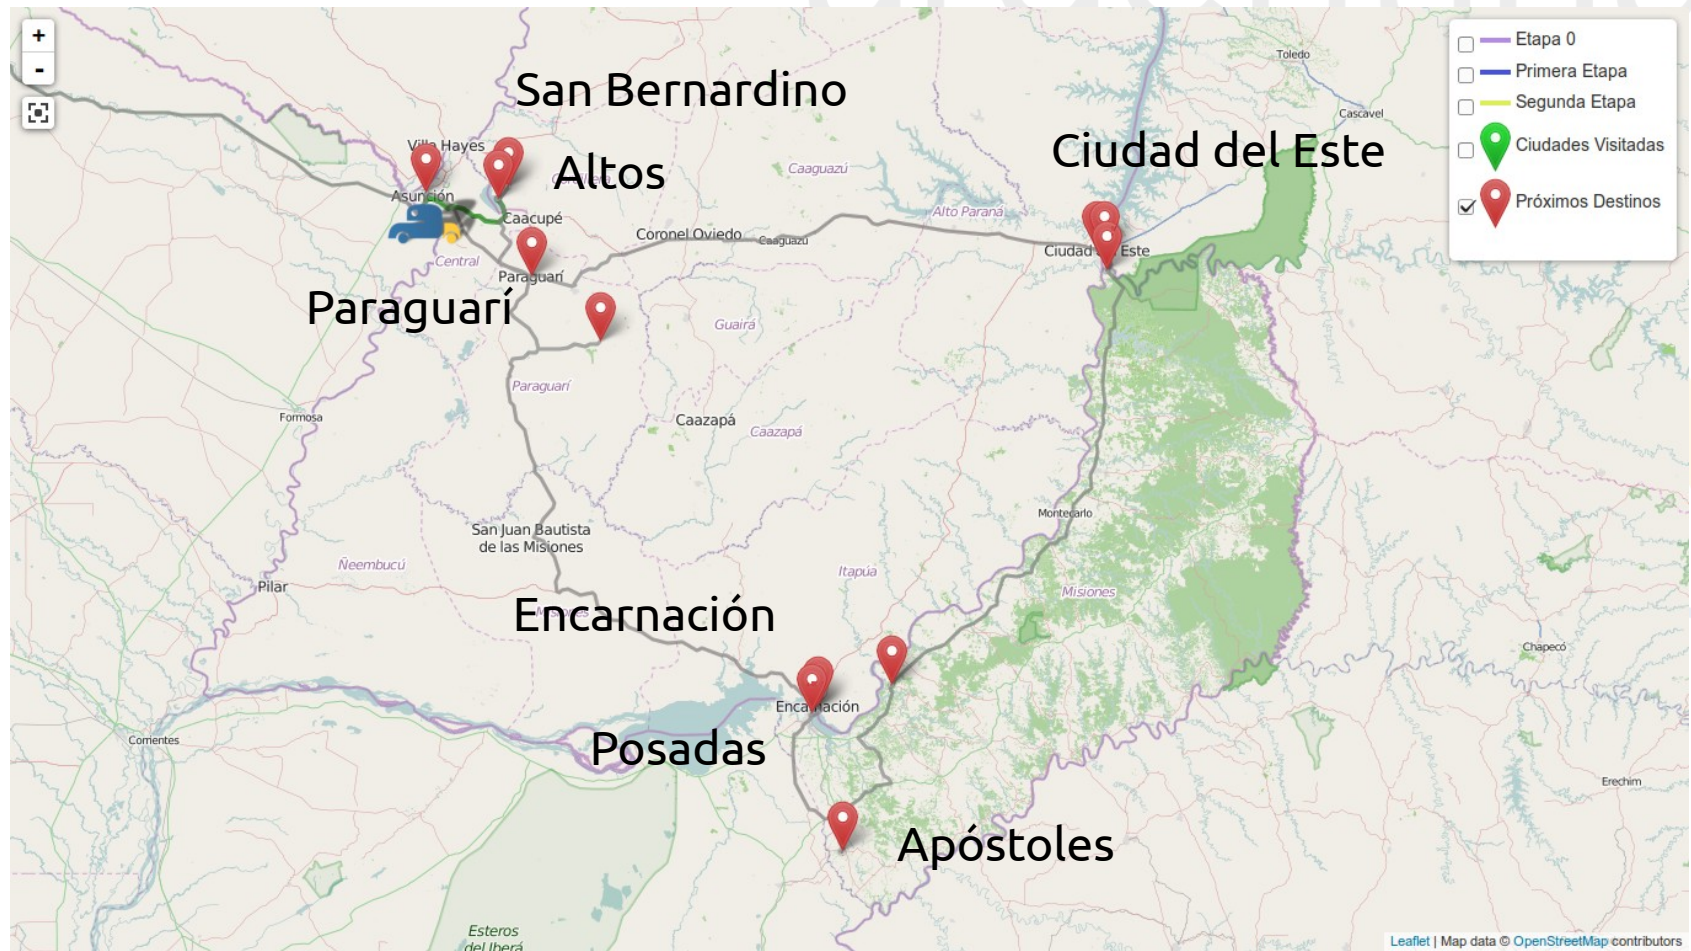 +
-
San Bernardino
Altos
Ciudad del Este
Paraguarí
Encarnación
Posadas
Apóstoles
Etapa 0
Primera Etapa
Segunda Etapa
Ciudades Visitadas
Próximos Destinos
Toledo
Cascavel
Villa Hayes
Asunción
Caacupé
Central
Paraguarí
Coronel Oviedo
Caaguazú
Caaguazú
Alto Paraná
Guairá
Paraguarí
Formosa
Caazapá
Caazapá
San Juan Bautista
de las Misiones
Ñeembucú
Pilar
Itapúa
Montecarlo
Misiones
Misiones
Chapecó
Corrientes
Erechim
Esteros
del Iberá
Leaflet | Map data © OpenStreetMap contributors